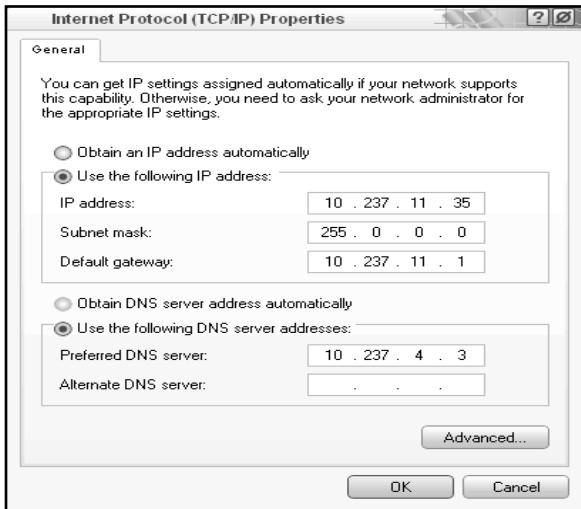 Internet Protocol (TCP/IP) Properties
General
You can get IP settings assigned automatically if your network supports
this capability. Otherwise, you need to ask your network administrator for
the appropriate IP settings.
Obtain an IP address automatically
Use the following IP address:
IP address: 10 . 237 . 11 . 35
Subnet mask: 255 . 0 . 0 . 0
Default gateway: 10 . 237 . 11 . 1
Obtain DNS server address automatically
Use the following DNS server addresses:
Preferred DNS server: 10 . 237 . 4 . 3
Alternate DNS server: . . .
Advanced...
OK Cancel